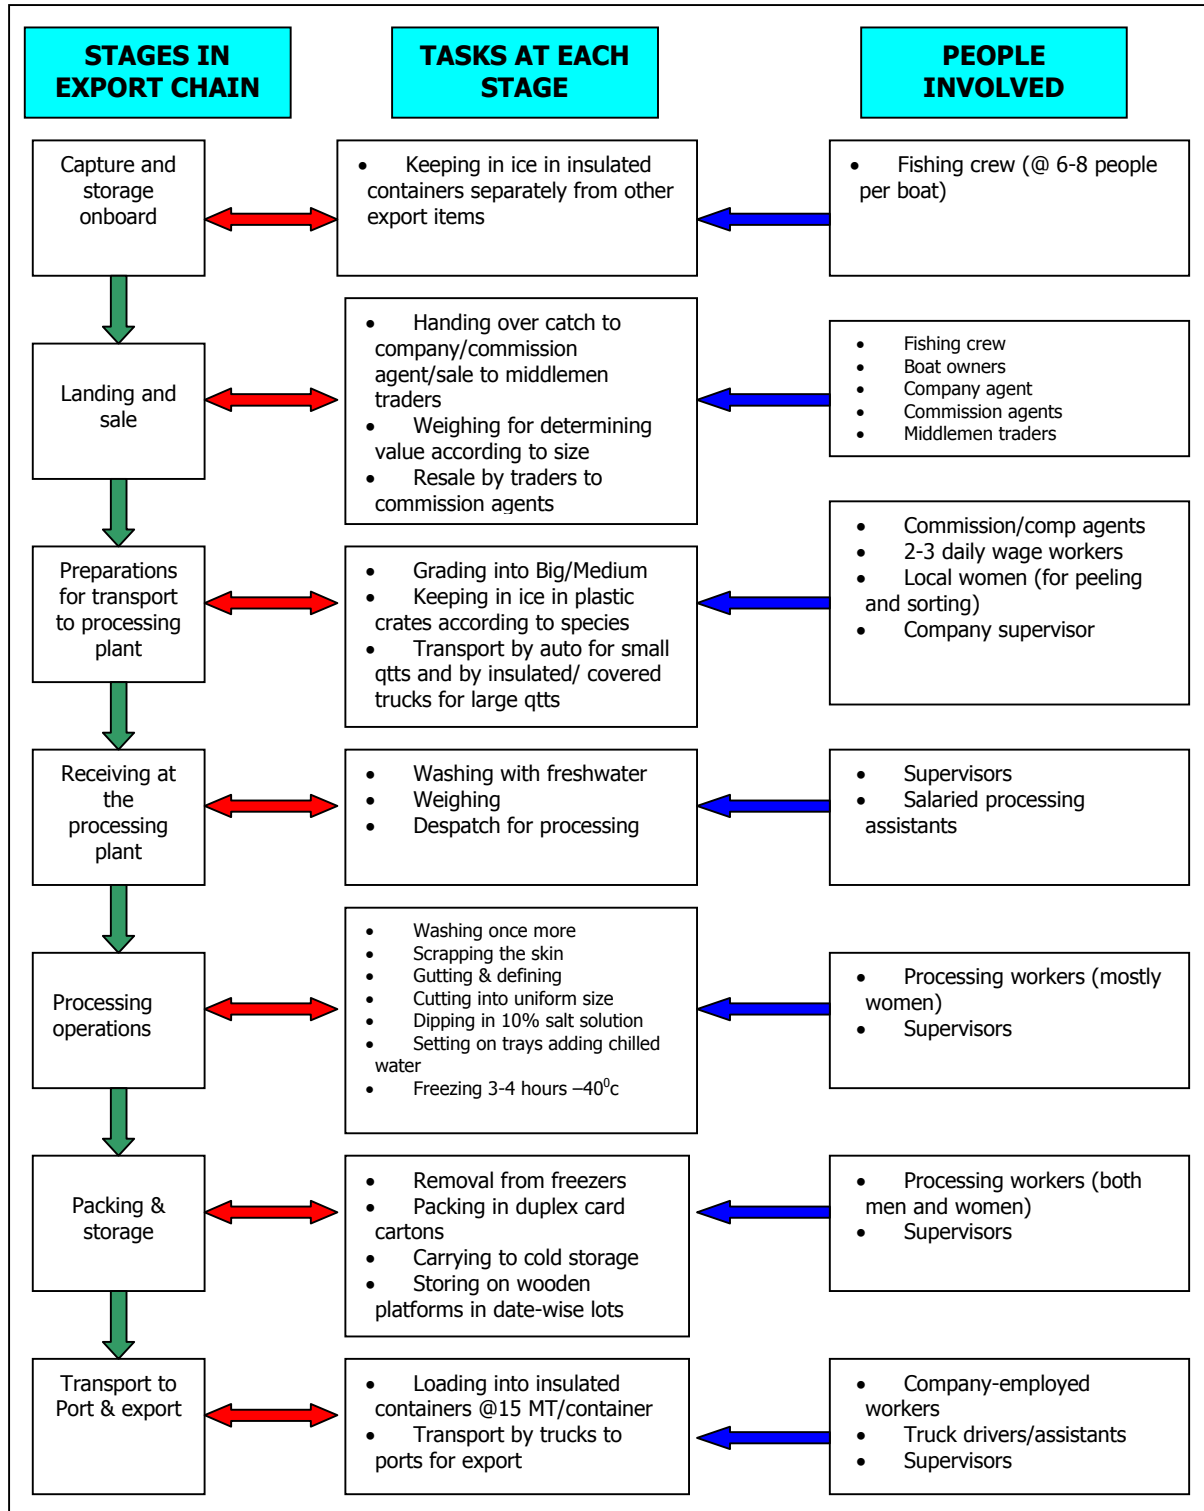 STAGES IN
EXPORT CHAIN
TASKS AT EACH
STAGE
PEOPLE
INVOLVED
Capture and
storage
onboard
• Keeping in ice in insulated
containers separately from other
export items
• Fishing crew (@ 6-8 people
per boat)
Landing and
sale
• Handing over catch to
company/commission
agent/sale to middlemen
traders
• Weighing for determining
value according to size
• Resale by traders to
commission agents
• Fishing crew
• Boat owners
• Company agent
• Commission agents
• Middlemen traders
Preparations
for transport
to processing
plant
• Grading into Big/Medium
• Keeping in ice in plastic
crates according to species
• Transport by auto for small
qtts and by insulated/ covered
trucks for large qtts
• Commission/comp agents
• 2-3 daily wage workers
• Local women (for peeling
and sorting)
• Company supervisor
Receiving at
the
processing
plant
• Washing with freshwater
• Weighing
• Despatch for processing
• Supervisors
• Salaried processing
assistants
Processing
operations
• Washing once more
• Scrapping the skin
• Gutting & defining
• Cutting into uniform size
• Dipping in 10% salt solution
• Setting on trays adding chilled
water
• Freezing 3-4 hours –40⁰c
• Processing workers (mostly
women)
• Supervisors
Packing &
storage
• Removal from freezers
• Packing in duplex card
cartons
• Carrying to cold storage
• Storing on wooden
platforms in date-wise lots
• Processing workers (both
men and women)
• Supervisors
Transport to
Port & export
• Loading into insulated
containers @15 MT/container
• Transport by trucks to
ports for export
• Company-employed
workers
• Truck drivers/assistants
• Supervisors